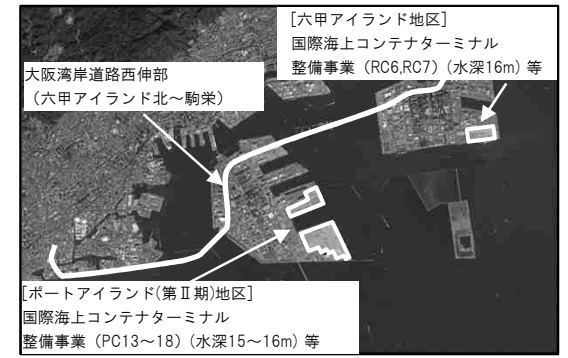 [六甲アイランド地区]
国際海上コンテナターミナル
整備事業（RC6,RC7）（水深16m）等
大阪湾岸道路西伸部
（六甲アイランド北～駒栄）
[ポートアイランド(第Ⅱ期)地区]
国際海上コンテナターミナル
整備事業（PC13～18）（水深15～16m）等